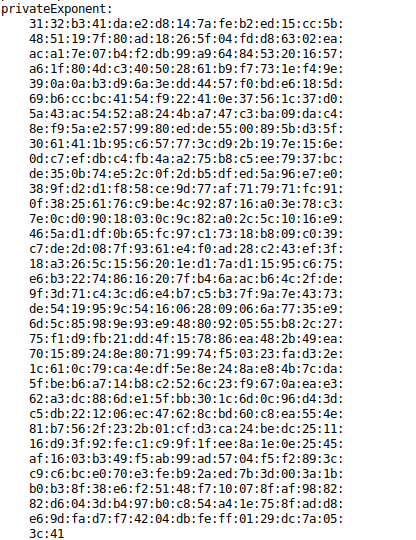 privateExponent:
31:32:b3:41:da:e2:d8:14:7a:fe:b2:ed:15:cc:5b:
48:51:19:7f:80:ad:18:26:5f:04:fd:d8:63:02:ea:
ac:a1:7e:07:b4:f2:db:99:a9:64:84:53:20:16:57:
a6:1f:80:4d:c3:40:50:28:61:b9:f7:73:1e:f4:9e:
39:0a:0a:b3:d9:6a:3e:dd:44:57:f0:bd:e6:18:5d:
69:b6:cc:bc:41:54:f9:22:41:0e:37:56:1c:37:d0:
5a:43:ac:54:52:a8:24:4b:a7:47:c3:ba:09:da:c4:
8e:f9:5a:e2:57:99:80:ed:de:55:00:89:5b:d3:5f:
30:61:41:1b:95:c6:57:77:3c:d9:2b:19:7e:15:6e:
0d:c7:ef:db:c4:fb:4a:a2:75:b8:c5:ee:79:37:bc:
de:35:0b:74:e5:2c:0f:2d:b5:df:ed:5a:96:e7:e0:
38:9f:d2:d1:f8:58:ce:9d:77:af:71:79:71:fc:91:
0f:38:25:61:76:c9:be:4c:92:87:16:a0:3e:78:c3:
7e:0c:d0:90:18:03:0c:9c:82:a0:2c:5c:10:16:e9:
46:5a:d1:df:0b:65:fc:97:c1:73:18:b8:09:c0:39:
c7:de:2d:08:7f:93:61:e4:f0:ad:28:c2:43:ef:3f:
18:a3:26:5c:15:56:20:1e:d1:7a:d1:15:95:c6:75:
e6:b3:22:74:86:16:20:7f:b4:6a:ac:b6:4c:2f:de:
9f:3d:71:c4:3c:d6:e4:b7:c5:b3:7f:9a:7e:43:73:
de:54:19:95:9c:54:16:06:28:09:06:6a:77:35:e9:
6d:5c:85:98:9e:93:e9:48:80:92:05:55:b8:2c:27:
75:f1:d9:fb:21:dd:4f:15:78:86:ea:48:2b:49:ea:
70:15:89:24:8e:80:71:99:74:f5:03:23:fa:d3:2e:
1c:61:0c:79:ca:4e:df:5e:8e:24:8a:e8:4b:7c:da:
5f:be:b6:a7:14:b8:c2:52:6c:23:f9:67:0a:ea:e3:
62:a3:dc:88:6d:e1:5f:bb:30:1c:6d:0c:96:d4:3d:
c5:db:22:12:06:ec:47:62:8c:bd:60:c8:ea:55:4e:
81:b7:56:2f:23:2b:01:cf:d3:ca:24:be:dc:25:11:
16:d9:3f:92:fe:c1:c9:9f:1f:ee:8a:1e:0e:25:45:
af:16:03:b3:49:f5:ab:99:ad:57:04:f5:f2:89:3c:
c9:c6:bc:e0:70:e3:fe:b9:2a:ed:7b:3d:00:3a:1b:
b0:b3:8f:38:e6:f2:51:48:f7:10:07:8f:af:98:82:
82:d6:04:3d:b4:97:b0:c8:54:a4:1e:75:8f:ad:d8:
e6:9d:fa:d7:f7:42:04:db:fe:ff:01:29:dc:7a:05:
3c:41